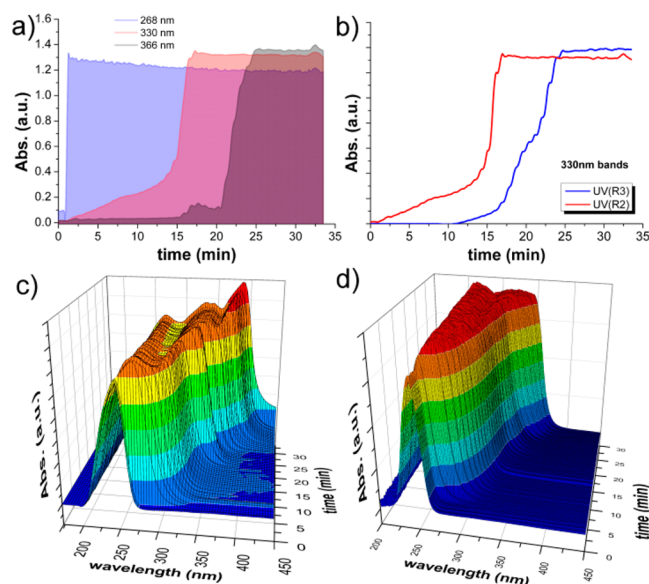 a)
268 nm
330 nm
366 nm
Abs. (a.u.)
1.6
1.4
1.2
1.0
0.8
0.6
0.4
0.2
0.0
0 5 10 15 20 25 30 35
time (min)
b)
Abs. (a.u.)
330nm bands
UV(R3)
UV(R2)
0 5 10 15 20 25 30 35
time (min)
c)
Abs. (a.u.)
200 250 300 350 400 450
wavelength (nm)
0 5 10 15 20 25 30
time (min)
d)
Abs. (a.u.)
200 250 300 350 400 450
wavelength (nm)
0 5 10 15 20 25 30
time (min)